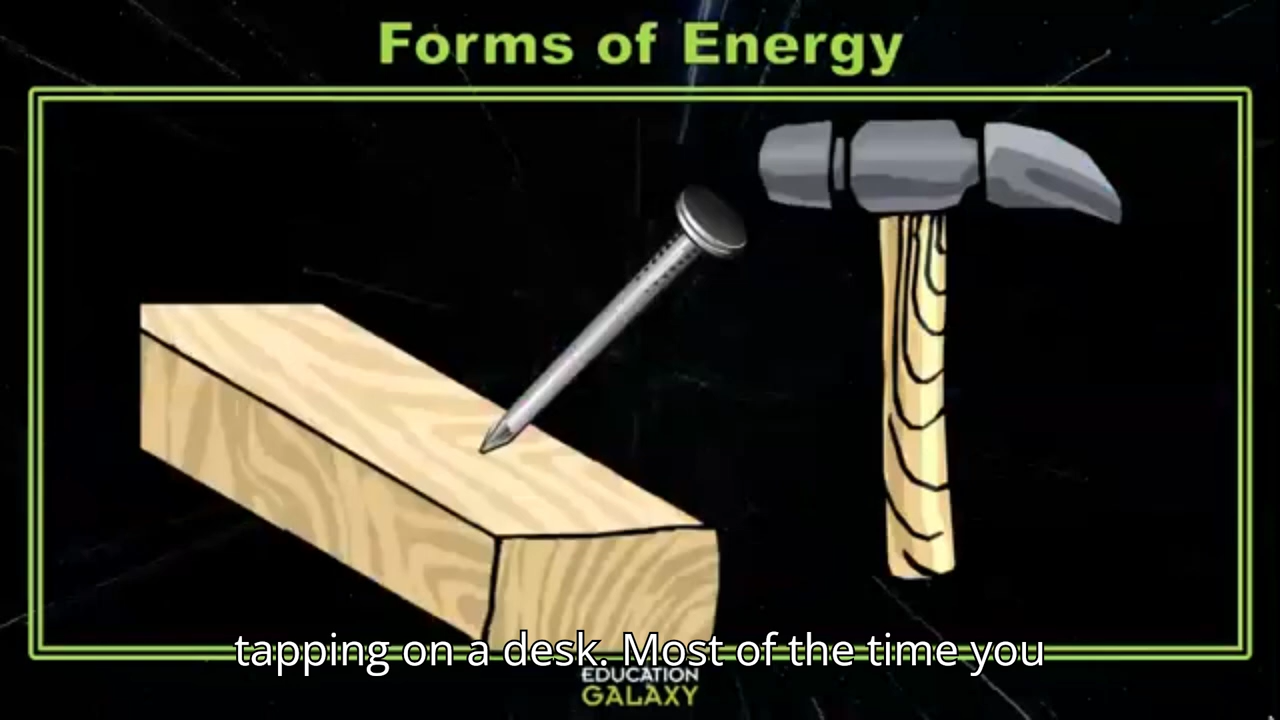 Forms of Energy
tapping on a desk. Most of the time you
EDUCATION
GALAXY